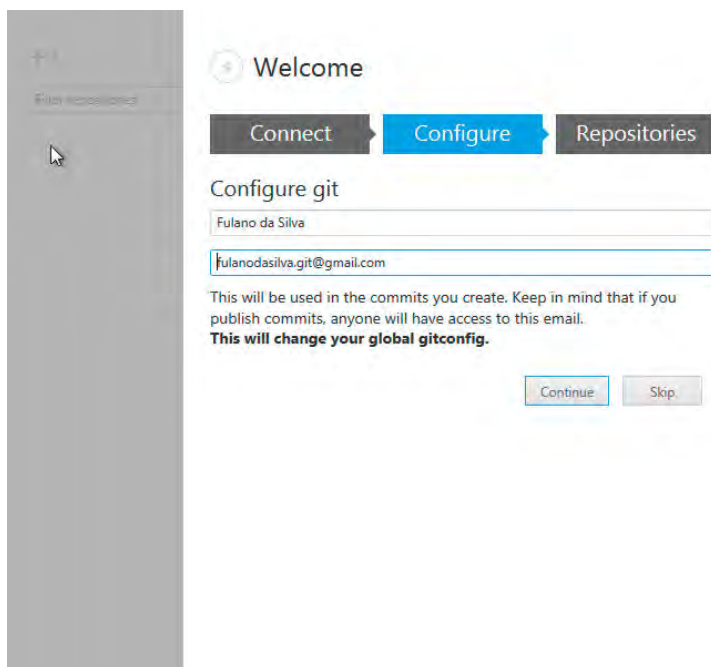 Filter repositories
Welcome
Connect
Configure
Repositories
Configure git
Fulano da Silva
fulanodasilva.git@gmail.com
This will be used in the commits you create. Keep in mind that if you
publish commits, anyone will have access to this email.
This will change your global gitconfig.
Continue
Skip